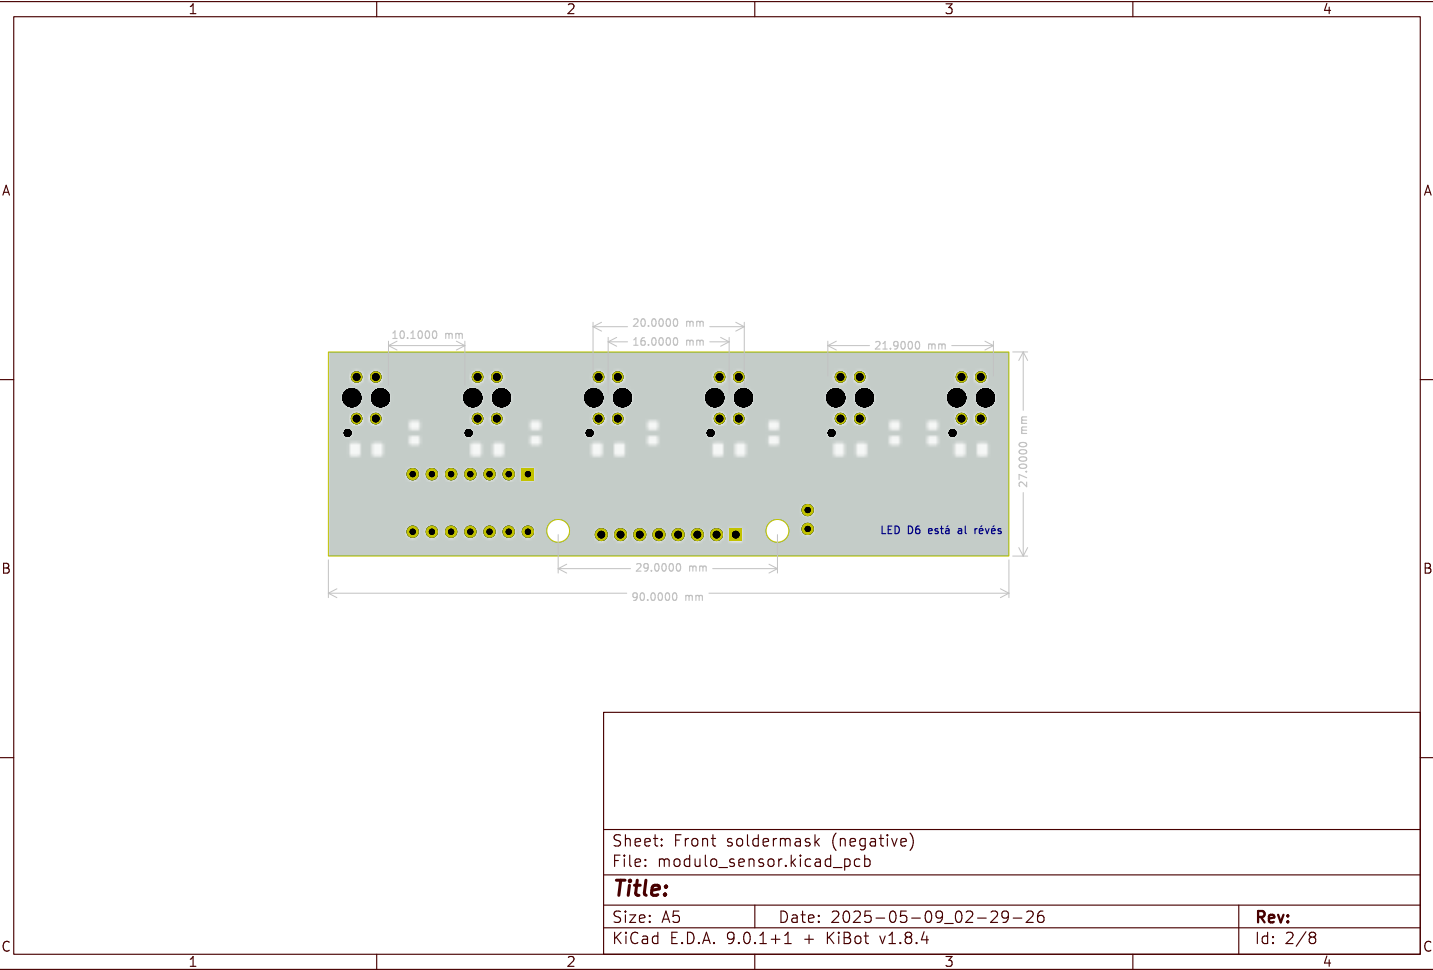 1 2 3 4
A A
20.0000 mm
10.1000 mm
16.0000 mm
21.9000 mm
27.0000 mm
LED D6 está al révés
29.0000 mm
B B
90.0000 mm
Sheet: Front soldermask (negative)
File: modulo_sensor.kicad_pcb
Title:
Size: A5 Date: 2025-05-09_02-29-26 Rev:
KiCad E.D.A. 9.0.1+1 + KiBot v1.8.4 Id: 2/8
C C
1 2 3 4